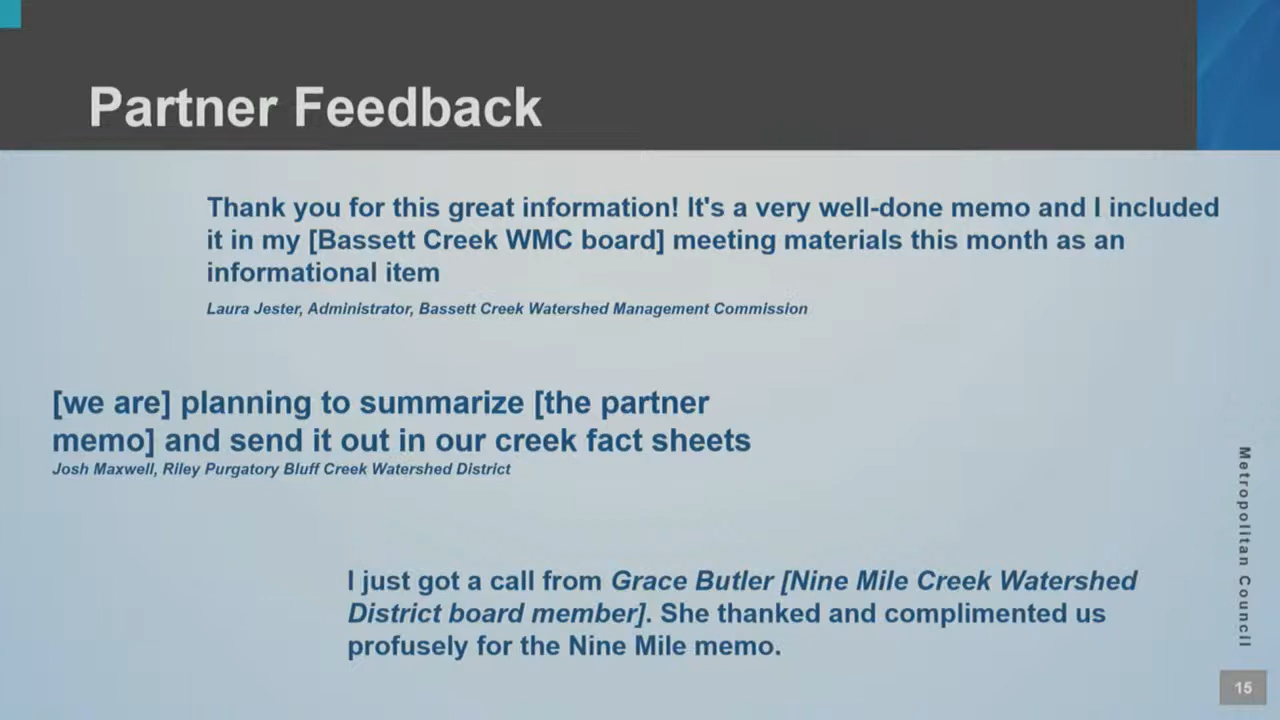 Partner Feedback
Thank you for this great information! It's a very well-done memo and I included
it in my [Bassett Creek WMC board] meeting materials this month as an
informational item
Laura Jester, Administrator, Bassett Creek Watershed Management Commission
[we are] planning to summarize [the partner
memo] and send it out in our creek fact sheets
Josh Maxwell, Riley Purgatory Bluff Creek Watershed District
I just got a call from Grace Butler [Nine Mile Creek Watershed
District board member]. She thanked and complimented us
profusely for the Nine Mile memo.
Metropolitan Council
15